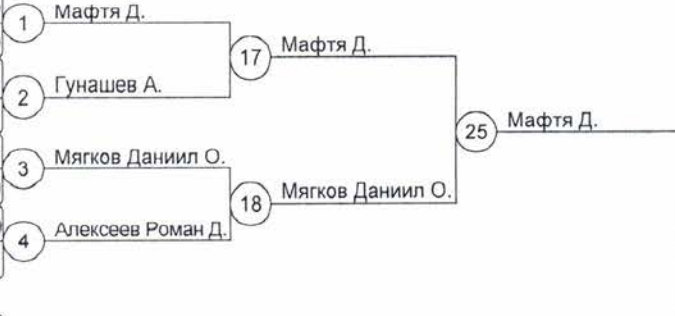 1 Мафтя Д.
17 Мафтя Д.
2 Гунашев А.
25 Мафтя Д.
3 Мягков Даниил О.
18 Мягков Даниил О.
4 Алексеев Роман Д.